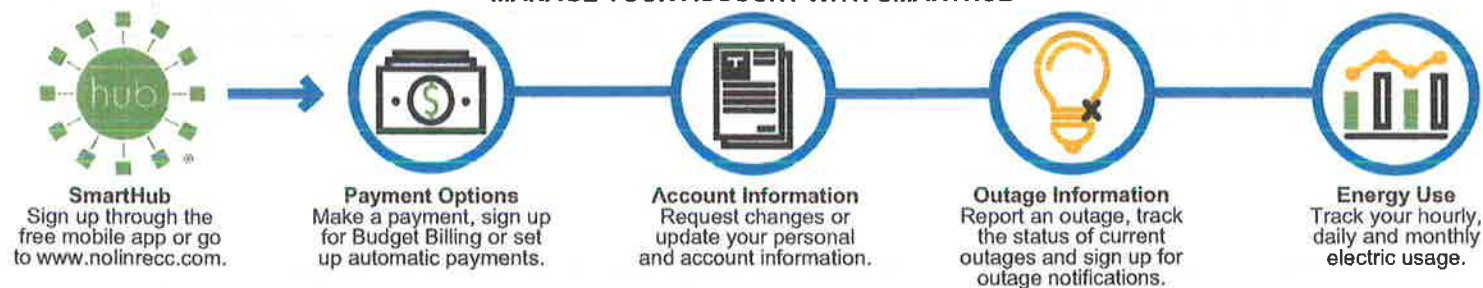 hub
®
$
T
SmartHub
Sign up through the
free mobile app or go
to www.nolinrecc.com.
Payment Options
Make a payment, sign up
for Budget Billing or set
up automatic payments.
Account Information
Request changes or
update your personal
and account information.
Outage Information
Report an outage, track
the status of current
outages and sign up for
outage notifications.
Energy Use
Track your hourly,
daily and monthly
electric usage.